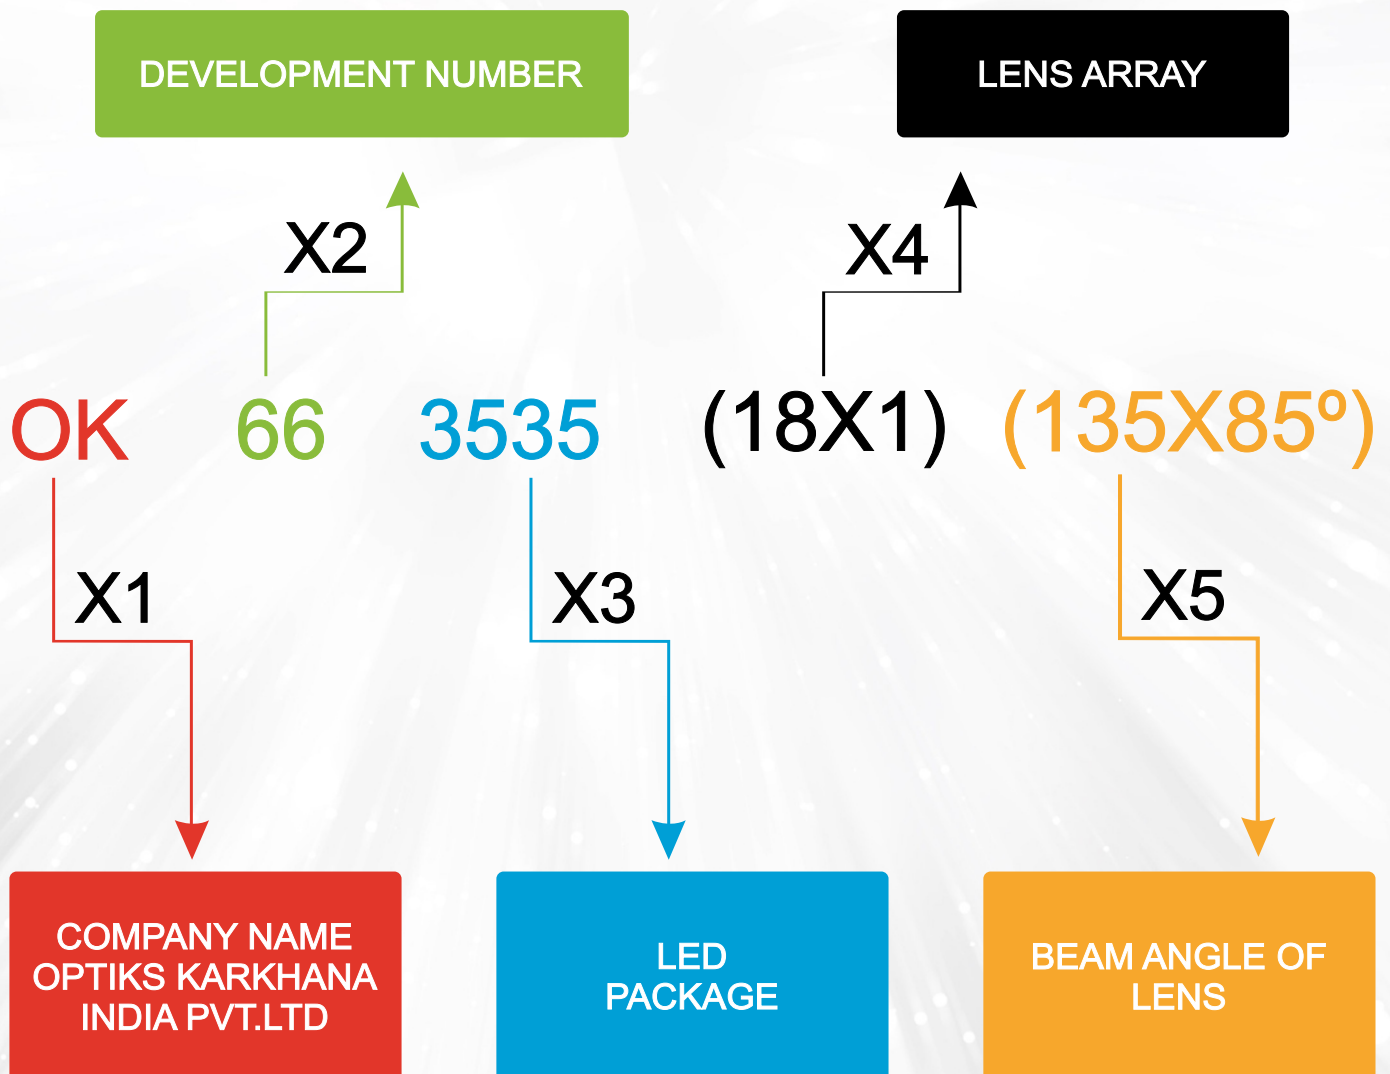 DEVELOPMENT NUMBER
LENS ARRAY
X2
X4
OK 66 3535 (18X1) (135X85º)
X1
X3
X5
COMPANY NAME
OPTIKS KARKHANA
INDIA PVT.LTD
LED
PACKAGE
BEAM ANGLE OF
LENS